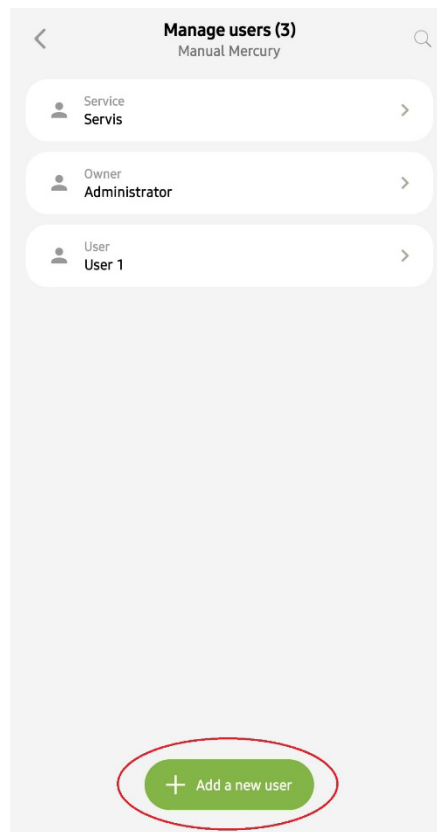 Manage users (3)
Manual Mercury
Service
Servis
Owner
Administrator
User
User 1
Add a new user